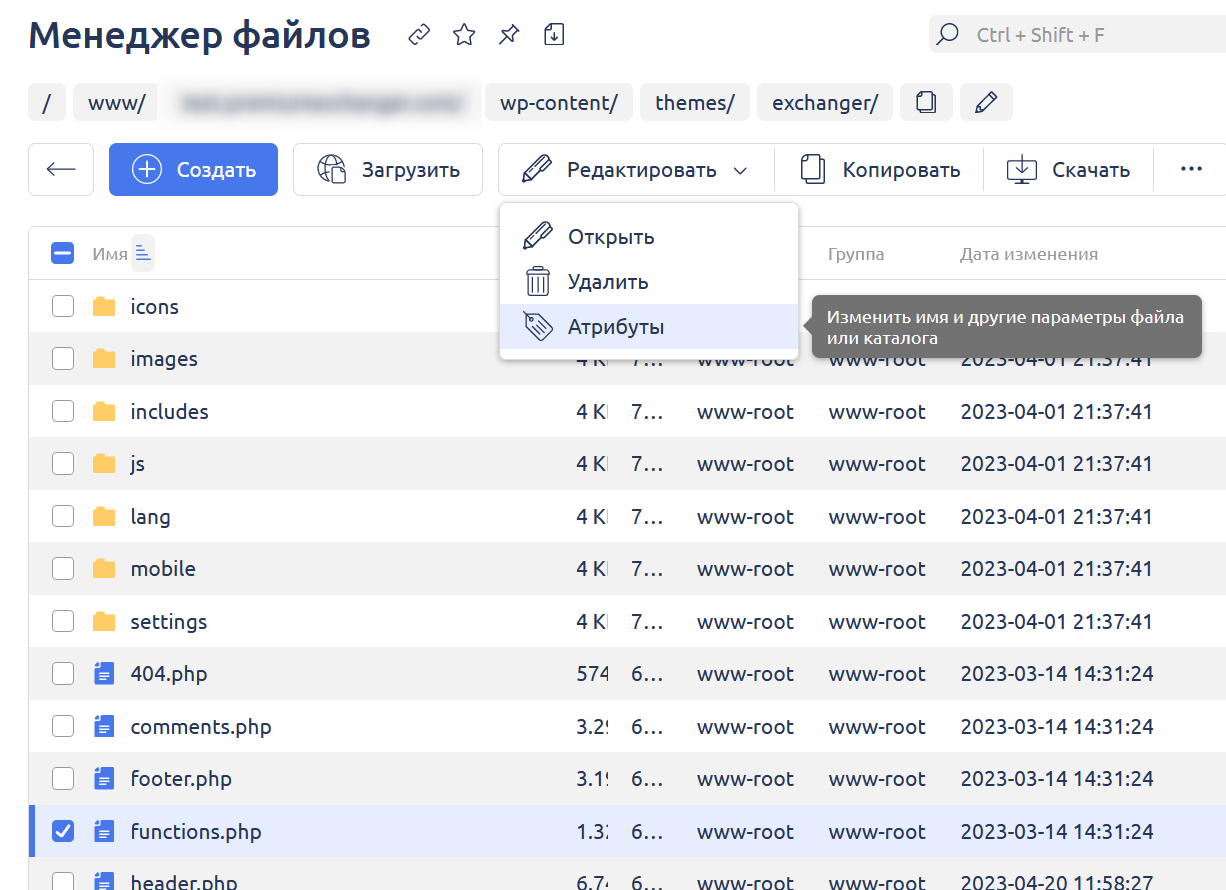 Менеджер файлов
Ctrl + Shift + F
/ www/ wp-content/ themes/ exchanger/
Создать Загрузить Редактировать Копировать Скачать ...
Открыть
Удалить
Атрибуты
Имя Группа Дата изменения
Изменить имя и другие параметры файла
или каталога
icons
images 4 K 7... www-root www-root 2023-04-01 21:37:41
includes 4 K 7... www-root www-root 2023-04-01 21:37:41
js 4 K 7... www-root www-root 2023-04-01 21:37:41
lang 4 K 7... www-root www-root 2023-04-01 21:37:41
mobile 4 K 7... www-root www-root 2023-04-01 21:37:41
settings 4 K 7... www-root www-root 2023-04-01 21:37:41
404.php 574 6... www-root www-root 2023-03-14 14:31:24
comments.php 3.29 6... www-root www-root 2023-03-14 14:31:24
footer.php 3.19 6... www-root www-root 2023-03-14 14:31:24
functions.php 1.32 6... www-root www-root 2023-03-14 14:31:24
header.php 6.74 6... www-root www-root 2023-04-20 11:58:27